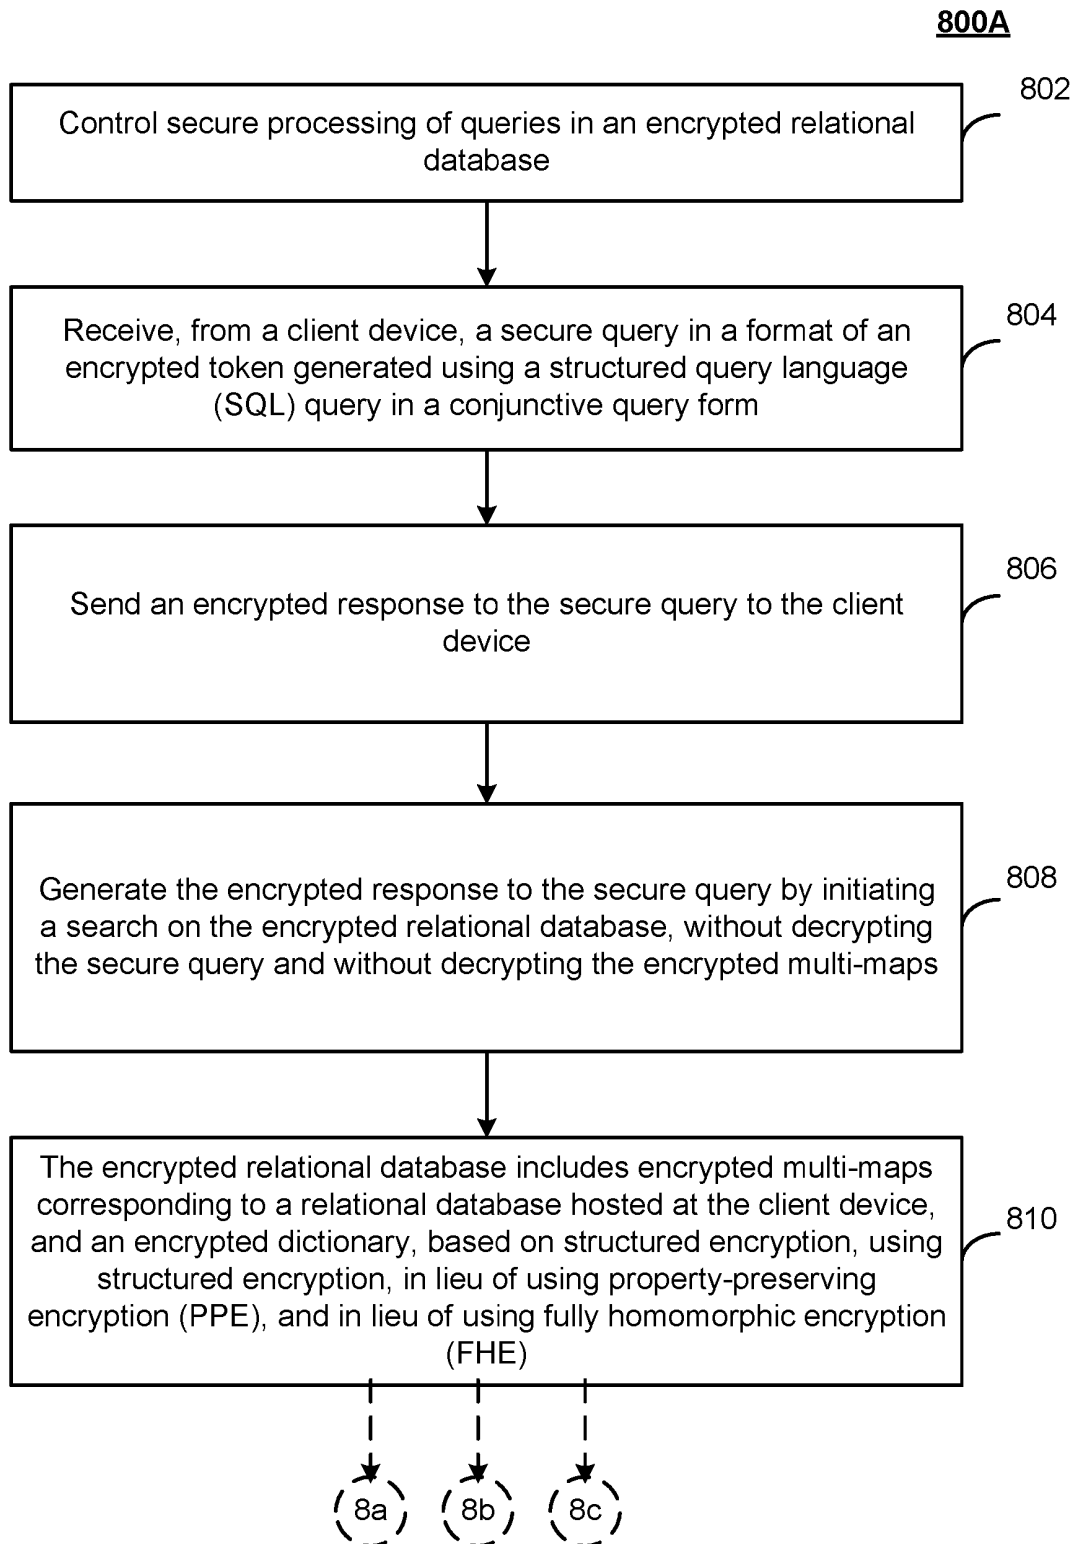 800A
802
Control secure processing of queries in an encrypted relational
database
804
Receive, from a client device, a secure query in a format of an
encrypted token generated using a structured query language
(SQL) query in a conjunctive query form
806
Send an encrypted response to the secure query to the client
device
808
Generate the encrypted response to the secure query by initiating
a search on the encrypted relational database, without decrypting
the secure query and without decrypting the encrypted multi-maps
810
The encrypted relational database includes encrypted multi-maps
corresponding to a relational database hosted at the client device,
and an encrypted dictionary, based on structured encryption, using
structured encryption, in lieu of using property-preserving
encryption (PPE), and in lieu of using fully homomorphic encryption
(FHE)
8a 8b 8c